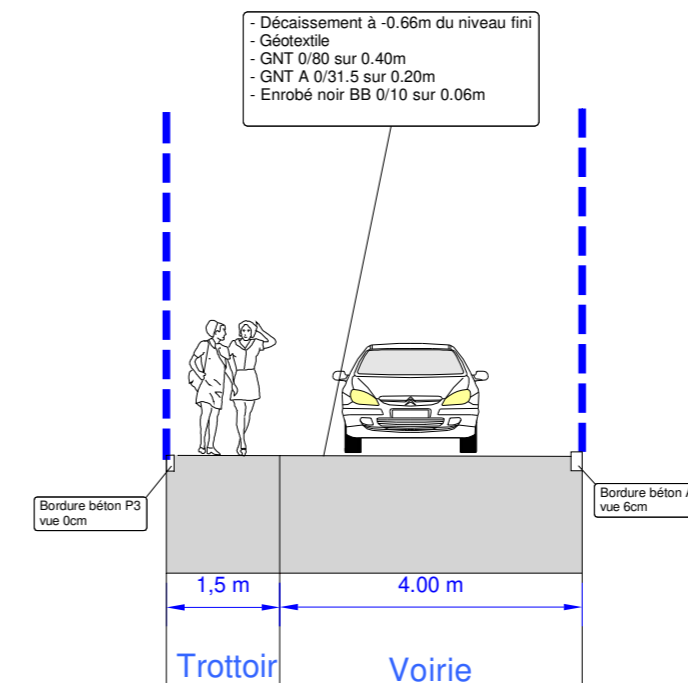 - Décaissement à -0.66m du niveau fini
- Géotextile
- GNT 0/80 sur 0.40m
- GNT A 0/31.5 sur 0.20m
- Enrobé noir BB 0/10 sur 0.06m
Bordure béton P3
vue 0cm
Bordure béton
vue 6cm
1,5 m
4.00 m
Trottoir
Voirie